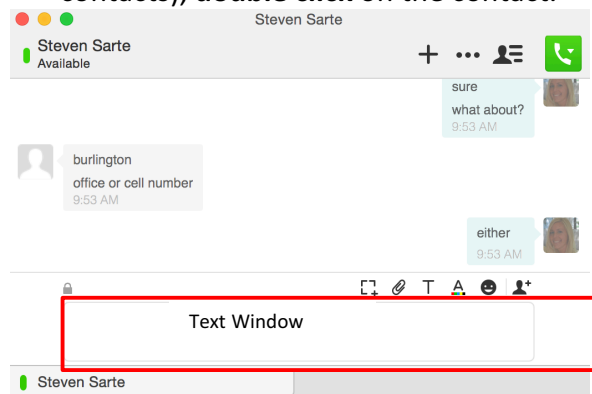 contacts), double click on the contact.
Steven Sarte
Steven Sarte
Available
sure
what about?
9:53 AM
burlington
office or cell number
9:53 AM
either
9:53 AM
T A
Text Window
Steven Sarte